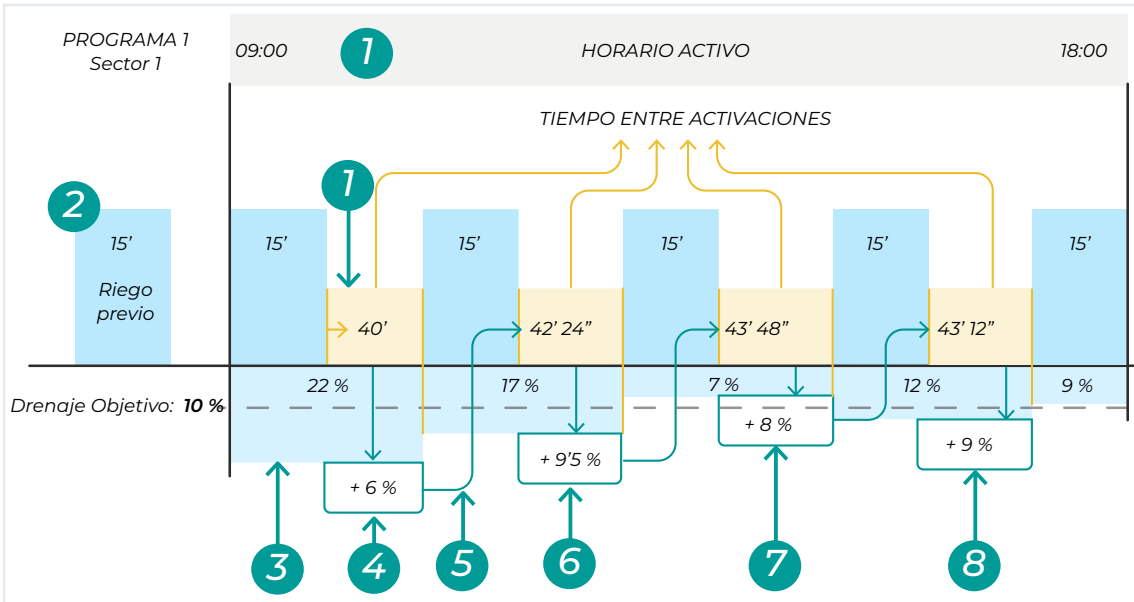 PROGRAMA 1
Sector 1
09:00
1
HORARIO ACTIVO
18:00
TIEMPO ENTRE ACTIVACIONES
1
2
15’
Riego
previo
15’
15’
15’
15’
15’
40’
42’ 24”
43’ 48”
43’ 12”
22 %
17 %
7 %
12 %
9 %
Drenaje Objetivo: 10 %
+ 6 %
+ 9’5 %
+ 8 %
+ 9 %
3
4
5
6
7
8